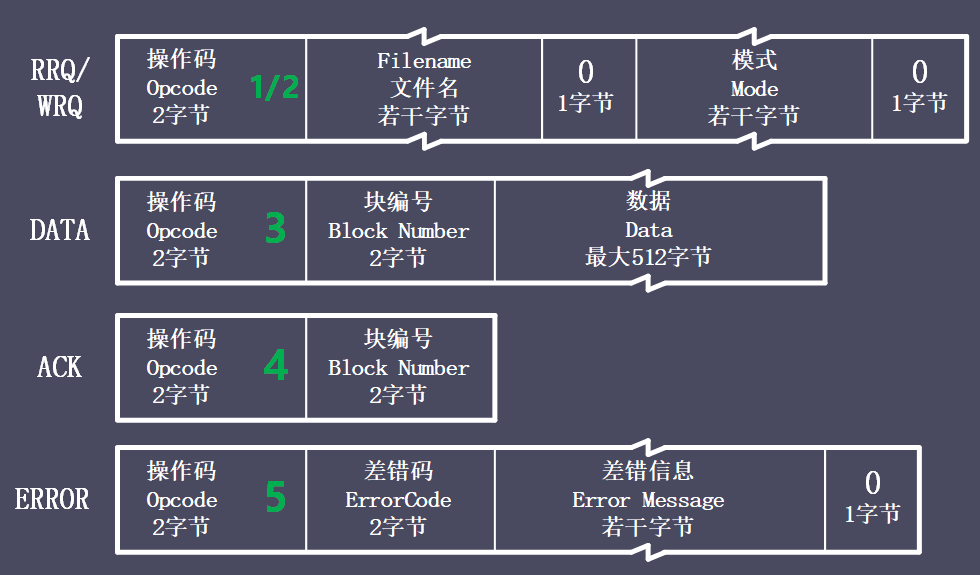 RRQ/
WRQ
操作码
Opcode
2字节
1/2
Filename
文件名
若干字节
0
1字节
模式
Mode
若干字节
0
1字节
DATA
操作码
Opcode
2字节
3
块编号
Block Number
2字节
数据
Data
最大512字节
ACK
操作码
Opcode
2字节
4
块编号
Block Number
2字节
ERROR
操作码
Opcode
2字节
5
差错码
ErrorCode
2字节
差错信息
Error Message
若干字节
0
1字节